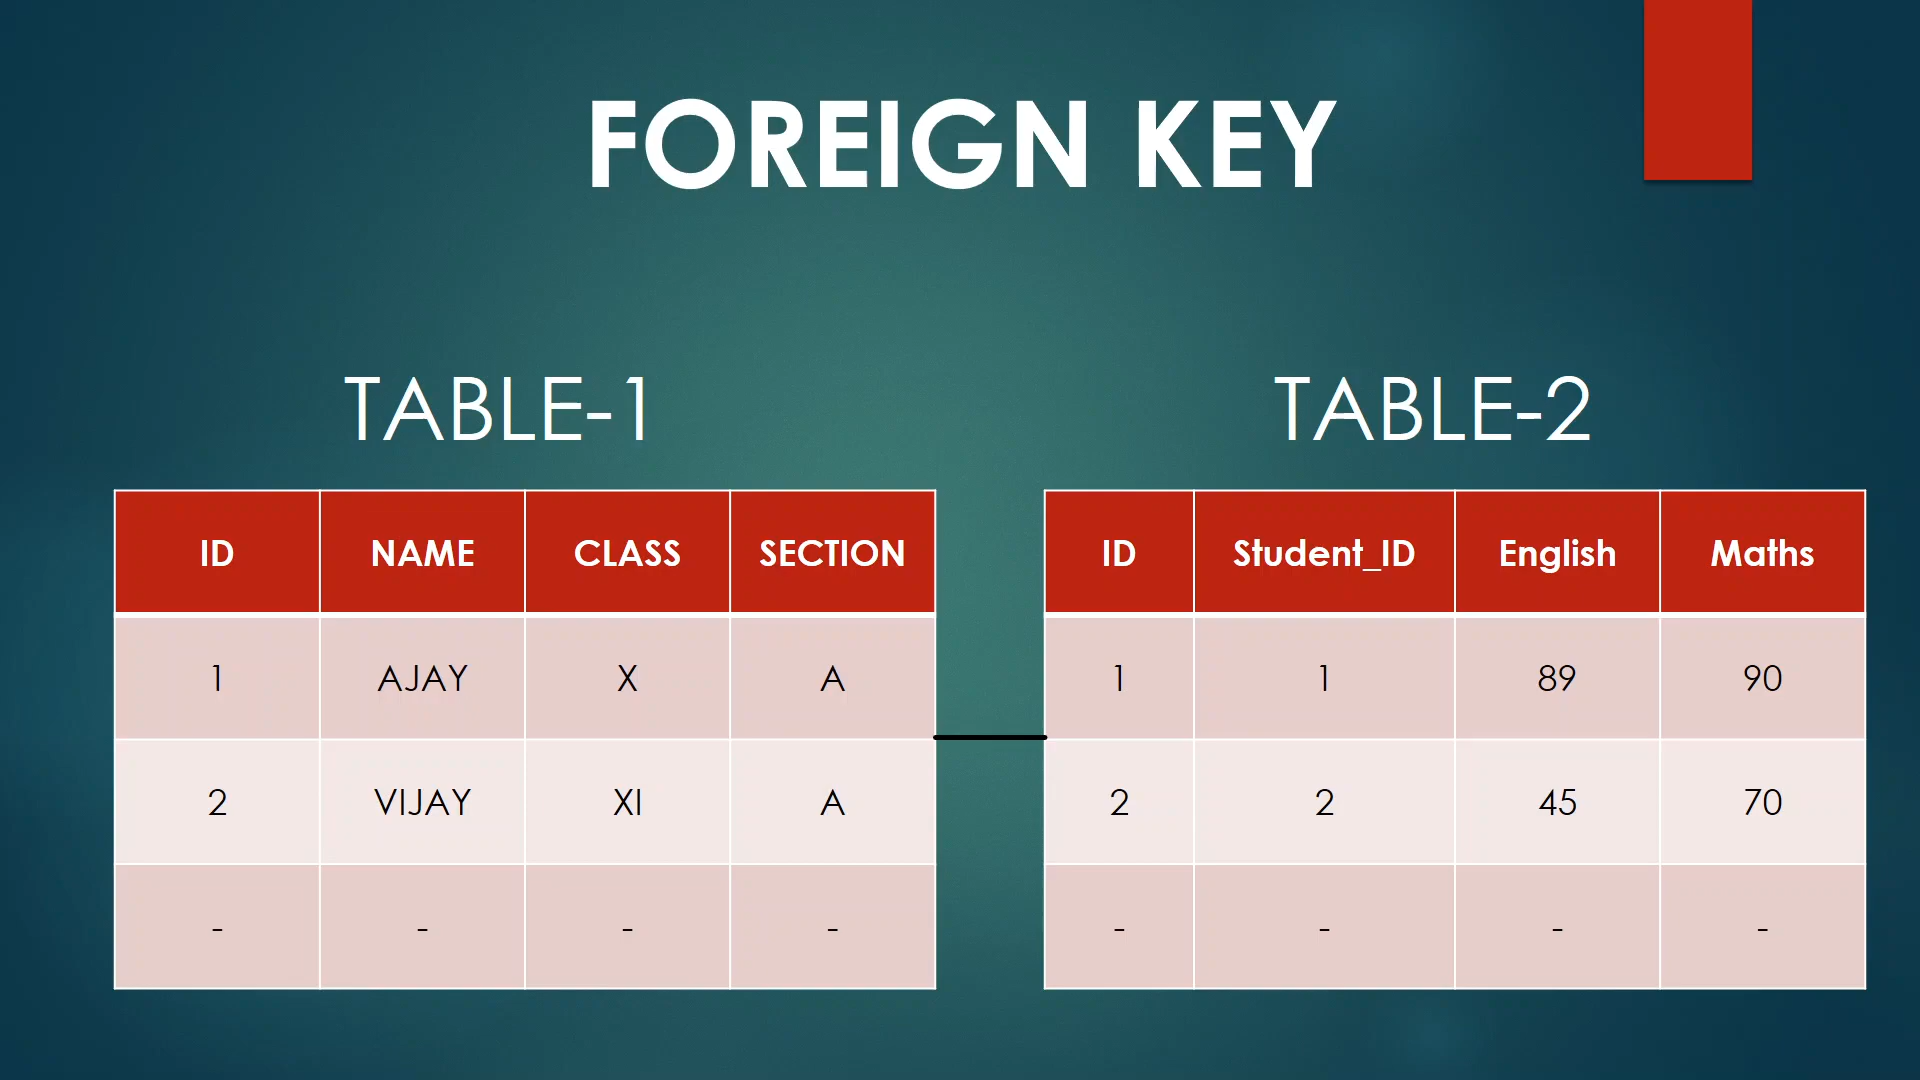 FOREIGN KEY
TABLE-1
ID NAME CLASS SECTION
1 AJAY X A
2 VIJAY XI A
- - - -
TABLE-2
ID Student_ID English Maths
1 1 89 90
2 2 45 70
- - - -